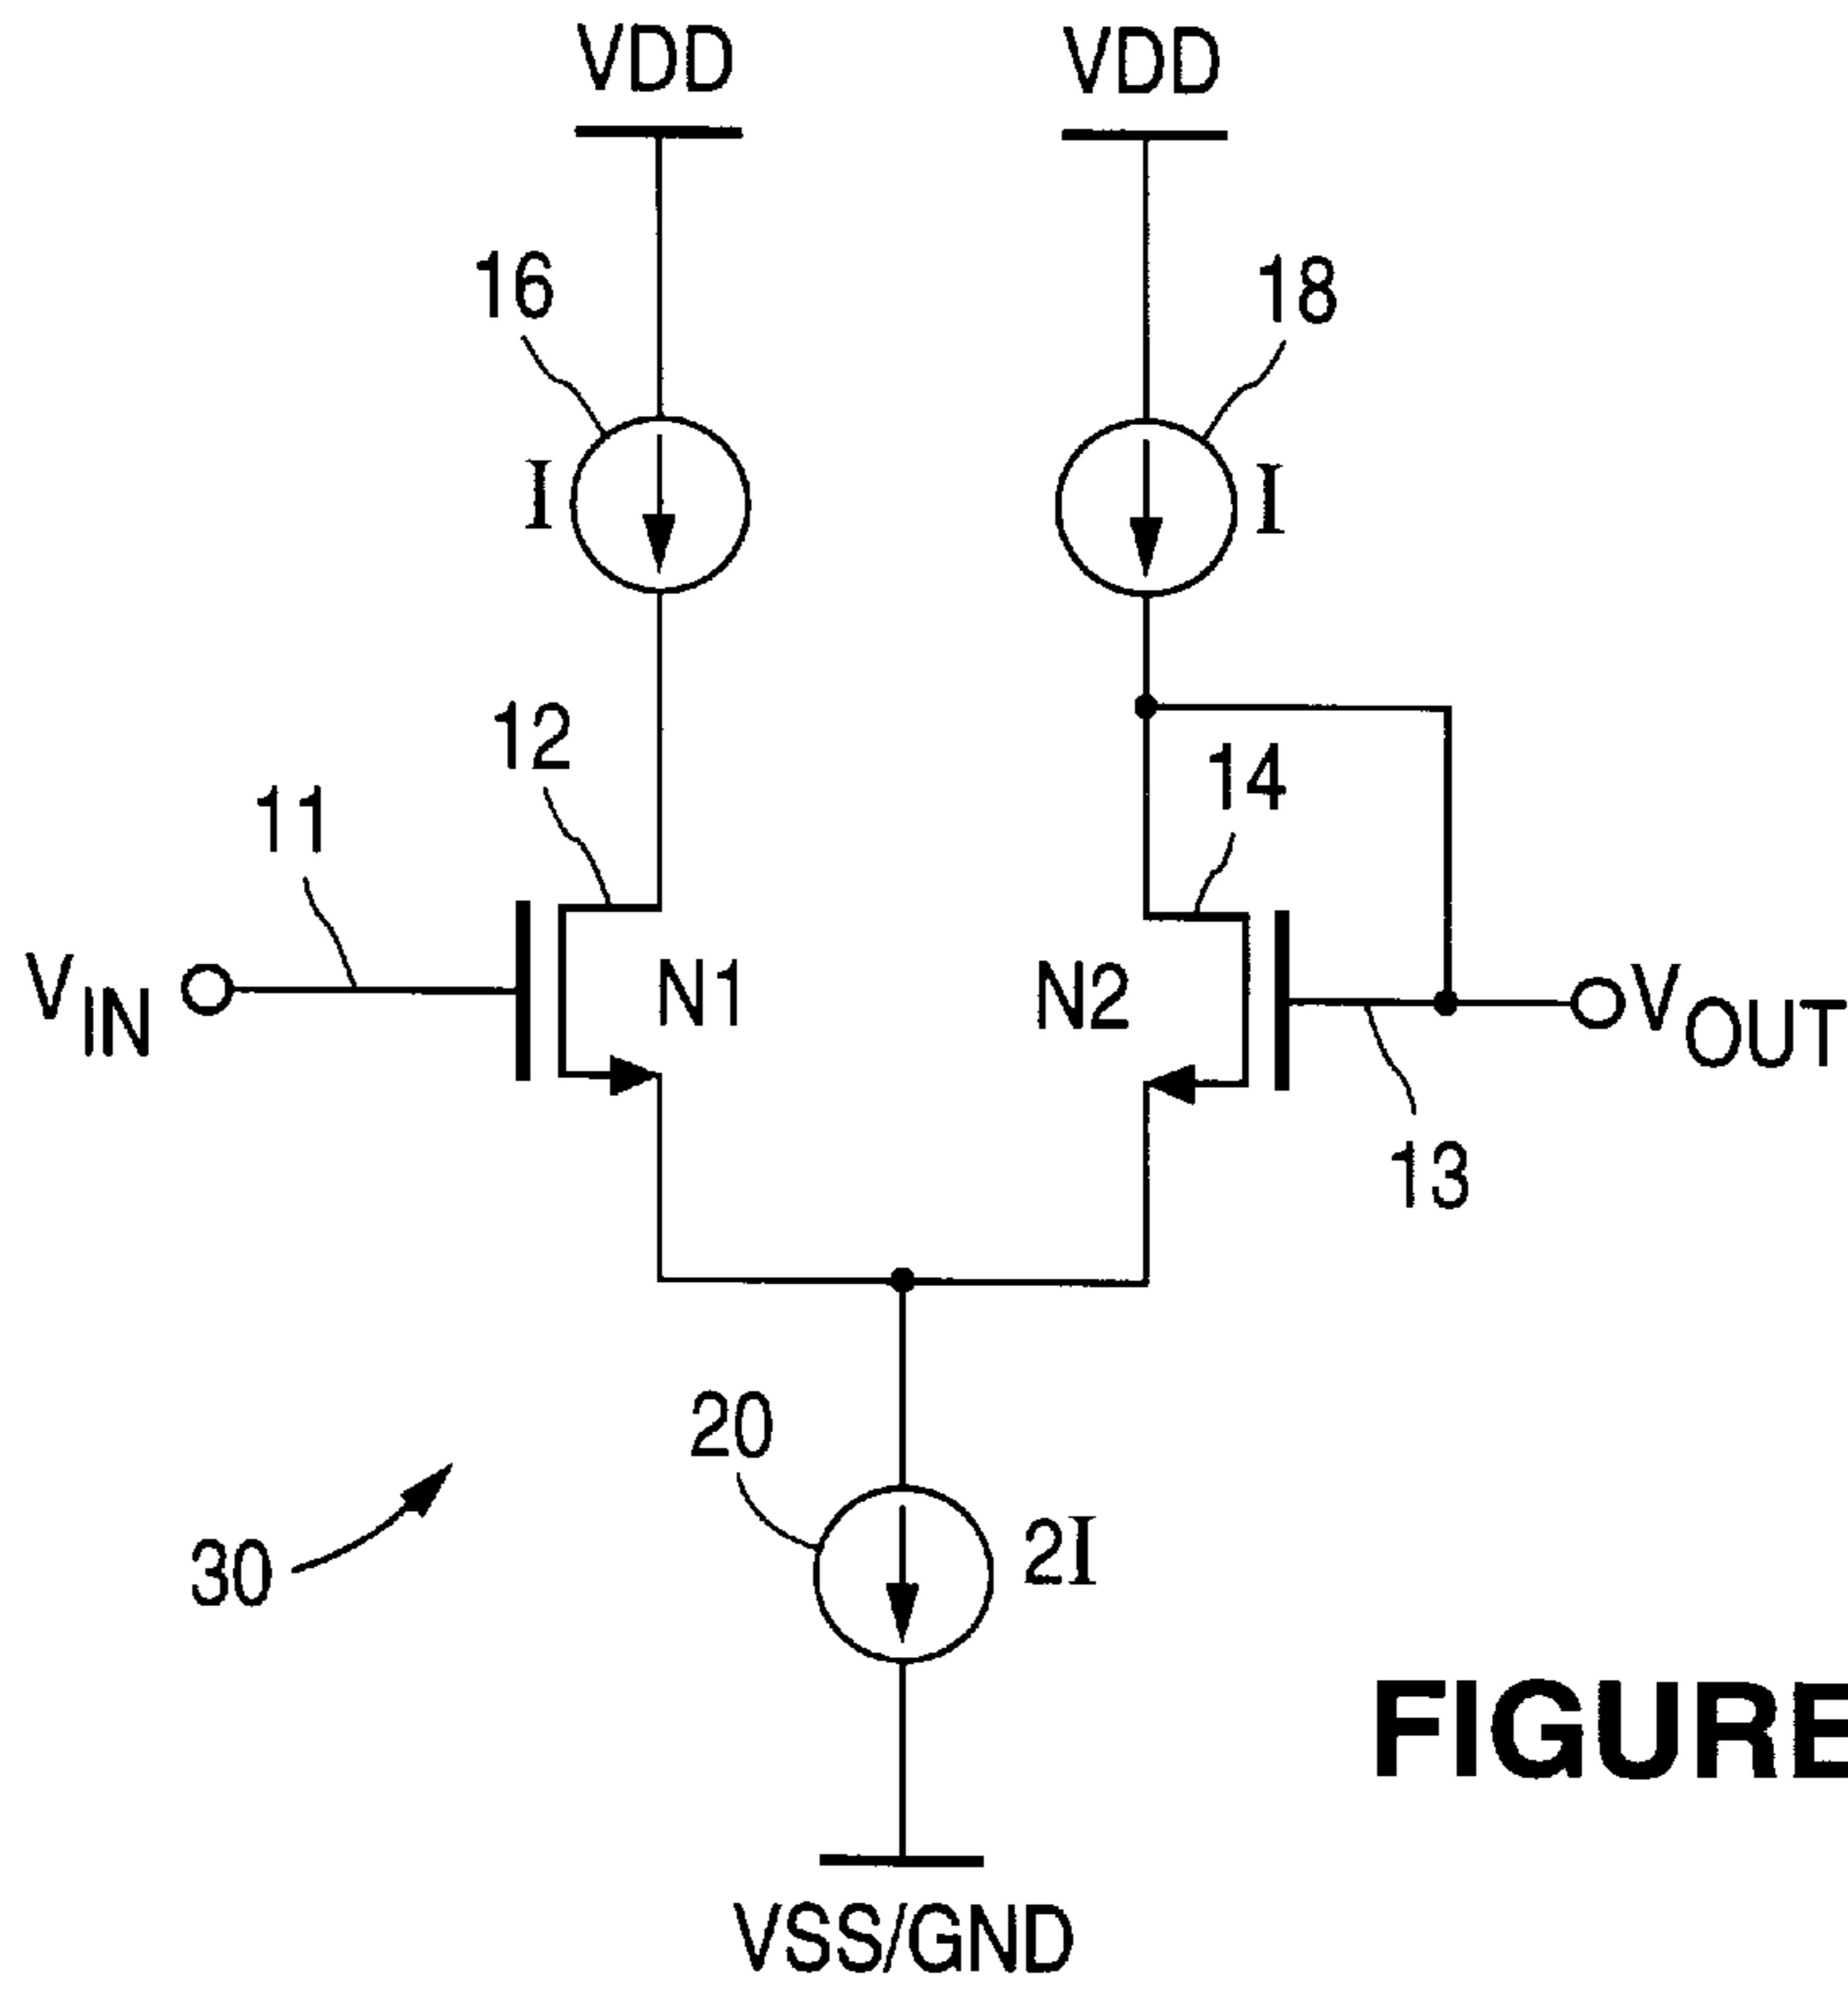 VDD VDD
16 18
I I
12
14
11
VIN N1 N2 VOUT
13
20
30 2I
FIGURE
VSS/GND